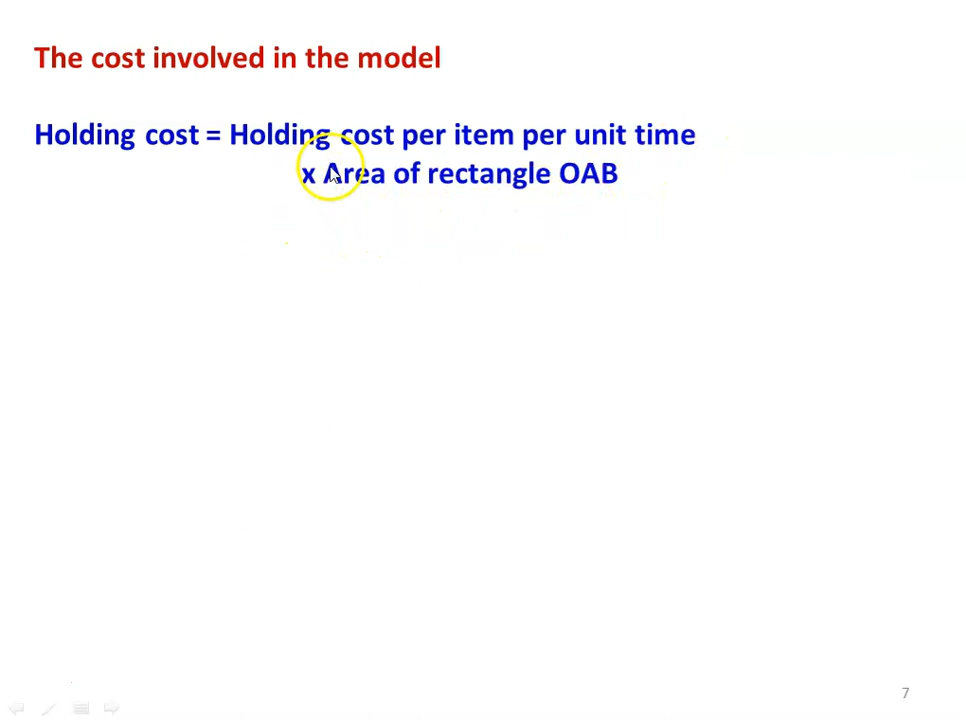 The cost involved in the model
Holding cost = Holding cost per item per unit time
x Area of rectangle OAB
7